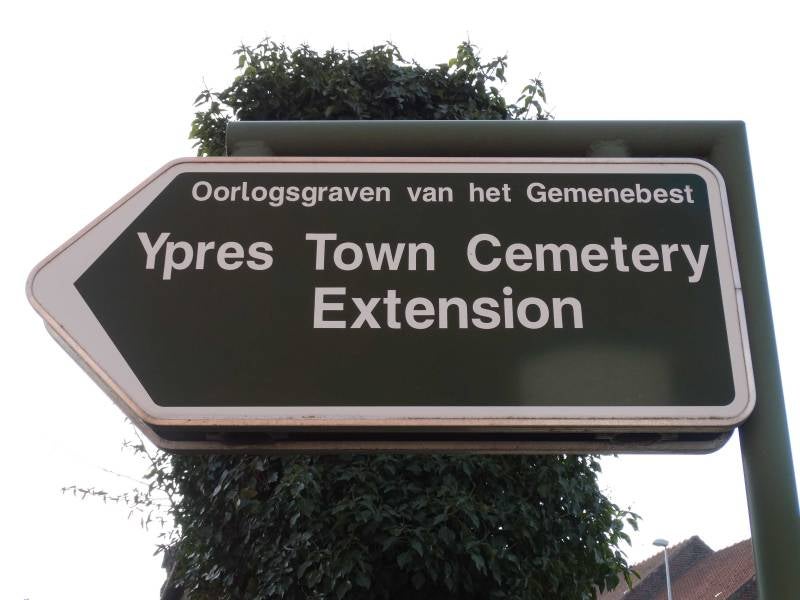 Oorlogsgraven van het Gemenebest
Ypres Town Cemetery
Extension